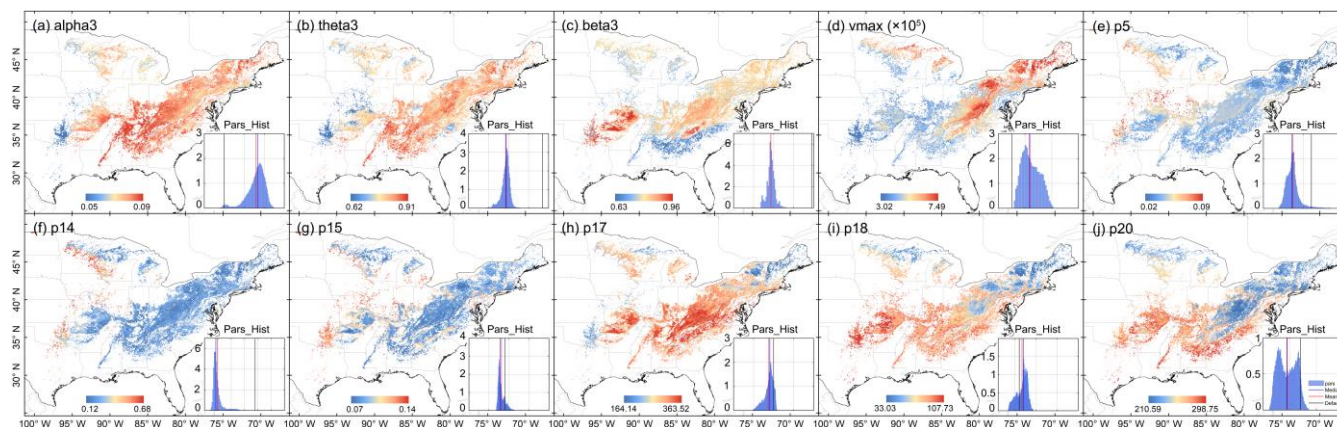 (a) alpha3 (b) theta3 (c) beta3 (d) vmax (×10⁵) (e) p5
45° N
40° N
35° N
30° N
Pars_Hist Pars_Hist Pars_Hist Pars_Hist Pars_Hist
3 4 6 3 3
2 3 4 2 2
1 2 2 1 1
0 1 0 0 0
0
0.05 0.09 0.62 0.91 0.63 0.96 3.02 7.49 0.02 0.09
(f) p14 (g) p15 (h) p17 (i) p18 (j) p20
45° N
40° N
35° N
30° N
Pars_Hist Pars_Hist Pars_Hist Pars_Hist Pars_Hist
6 4 3 1.5 1
4 3 2 1 0.5
2 2 1 0.5 0
0 1 0 0
0
pars
0.12 0.68 0.07 0.14 164.14 363.52 33.03 107.73 210.59 298.75
100° W 95° W 90° W 85° W 80° W 75° W 70° W 100° W 95° W 90° W 85° W 80° W 75° W 70° W 100° W 95° W 90° W 85° W 80° W 75° W 70° W 100° W 95° W 90° W 85° W 80° W 75° W 70° W 100° W 95° W 90° W 85° W 80° W 75° W 70° W